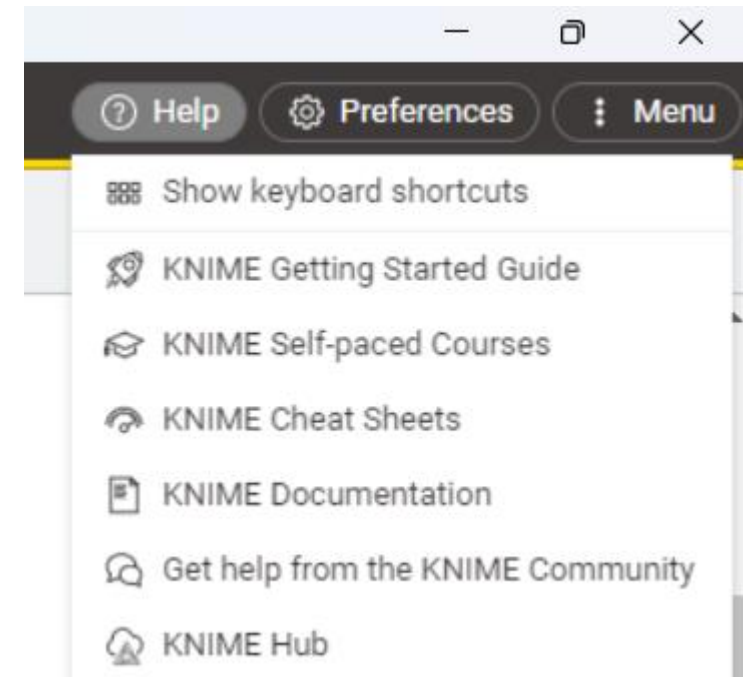 Help Preferences Menu
Show keyboard shortcuts
KNIME Getting Started Guide
KNIME Self-paced Courses
KNIME Cheat Sheets
KNIME Documentation
Get help from the KNIME Community
KNIME Hub